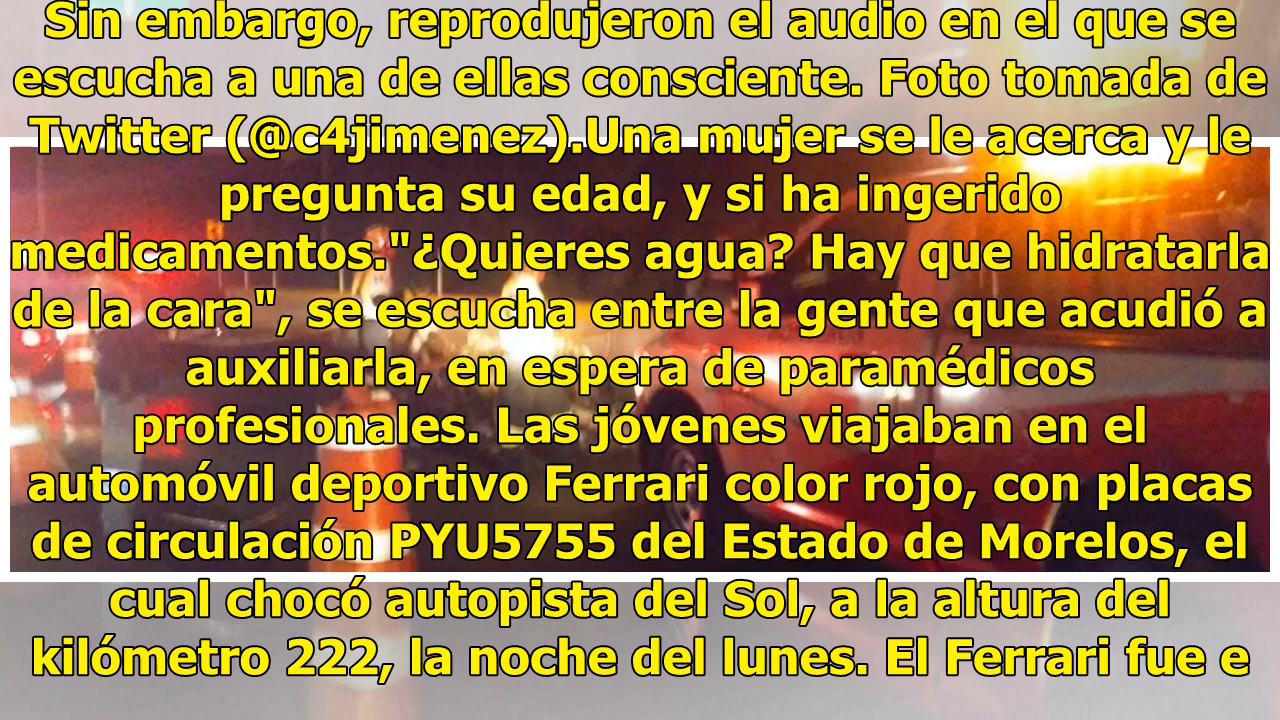 Sin embargo, reprodujeron el audio en el que se
escucha a una de ellas consciente. Foto tomada de
Twitter (@c4jimenez).Una mujer se le acerca y le
pregunta su edad, y si ha ingerido
medicamentos."¿Quieres agua? Hay que hidratarla
de la cara", se escucha entre la gente que acudió a
auxiliarla, en espera de paramédicos
profesionales. Las jóvenes viajaban en el
automóvil deportivo Ferrari color rojo, con placas
de circulación PYU5755 del Estado de Morelos, el
cual chocó autopista del Sol, a la altura del
kilómetro 222, la noche del lunes. El Ferrari fue e